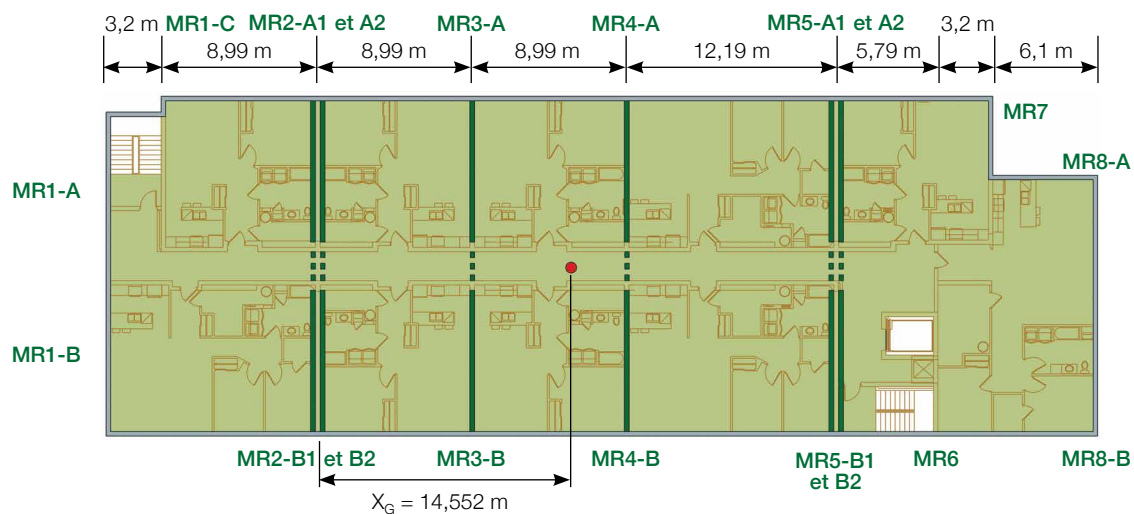 3,2 m MR1-C MR2-A1 et A2 MR3-A MR4-A MR5-A1 et A2 3,2 m
8,99 m 8,99 m 8,99 m 12,19 m 5,79 m 6,1 m
MR7
MR8-A
MR1-A
MR1-B
MR2-B1 et B2 MR3-B MR4-B MR5-B1 MR6 MR8-B
et B2
X_G = 14,552 m